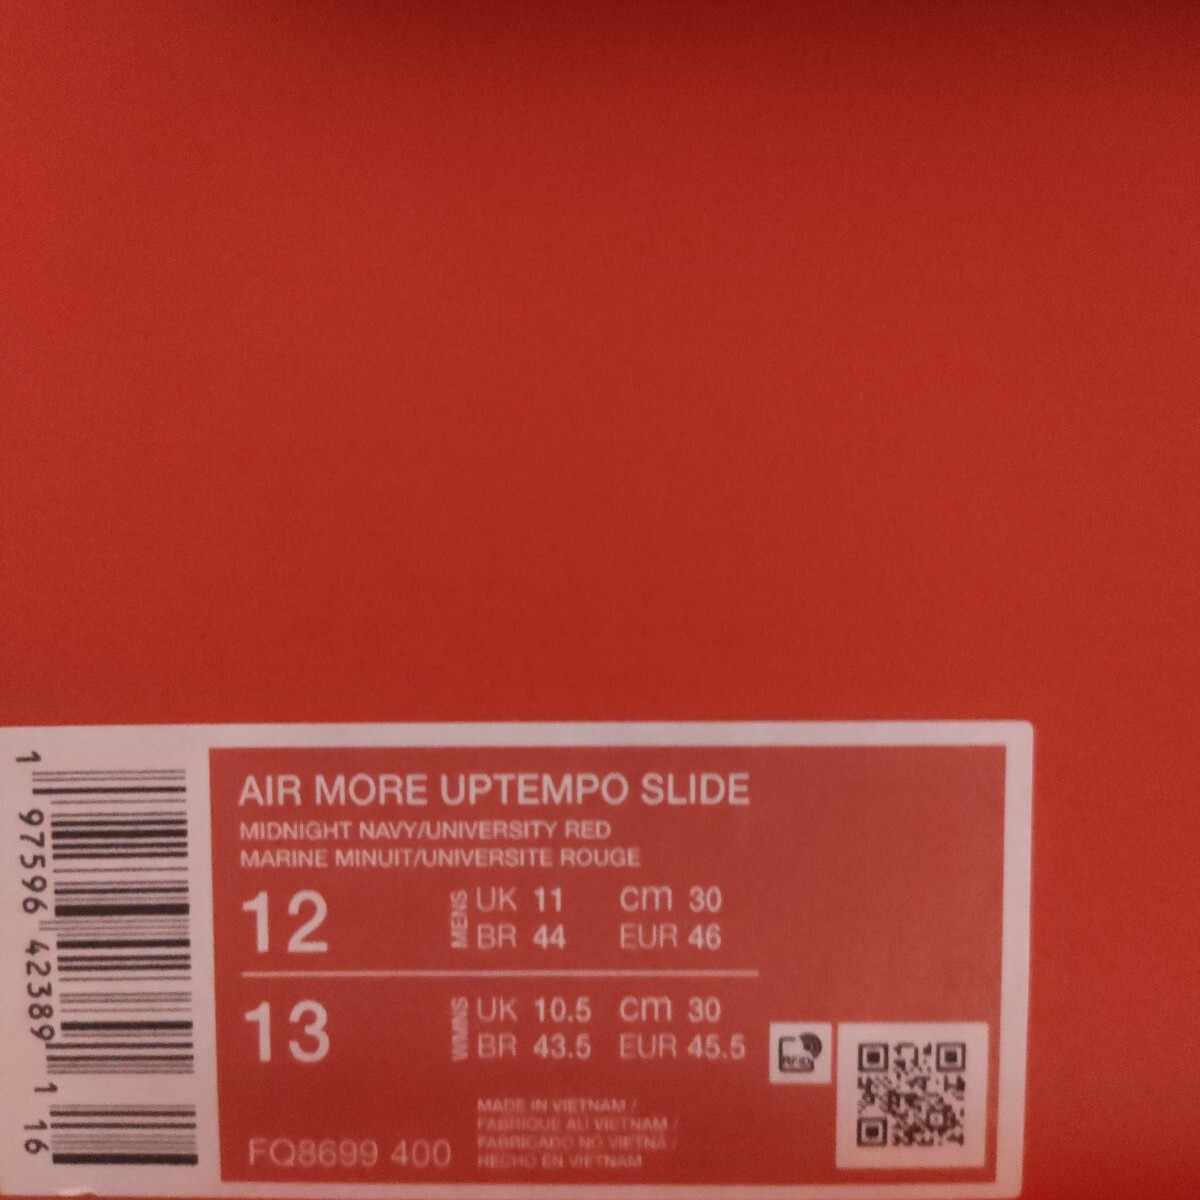 AIR MORE UPTEMPO SLIDE
MIDNIGHT NAVY/UNIVERSITY RED
MARINE MINUIT/UNIVERSITE ROUGE
12 MENS UK 11 cm 30
BR 44 EUR 46
13 WMNS UK 10.5 cm 30
BR 43.5 EUR 45.5
MADE IN VIETNAM /
FABRIQUE AU VIETNAM /
FABRICADO NO VIETNÃ /
HECHO EN VIETNAM
FQ8699 400
1 97596 42389 1 16
RFID